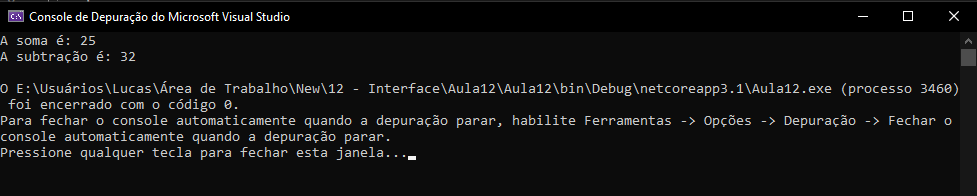 Console de Depuração do Microsoft Visual Studio
A soma é: 25
A subtração é: 32
O E:\Usuários\Lucas\Área de Trabalho\New\12 - Interface\Aula12\Aula12\bin\Debug\netcoreapp3.1\Aula12.exe (processo 3460)
foi encerrado com o código 0.
Para fechar o console automaticamente quando a depuração parar, habilite Ferramentas -> Opções -> Depuração -> Fechar o
console automaticamente quando a depuração parar.
Pressione qualquer tecla para fechar esta janela...